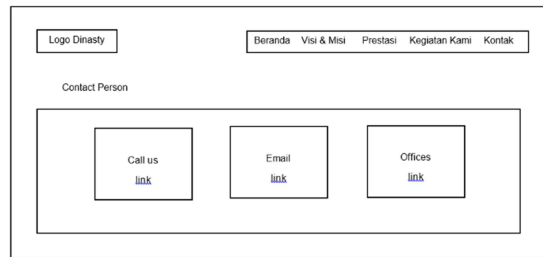 Logo Dinasty
Beranda Visi & Misi Prestasi Kegiatan Kami Kontak
Contact Person
Call us
link
Email
link
Offices
link